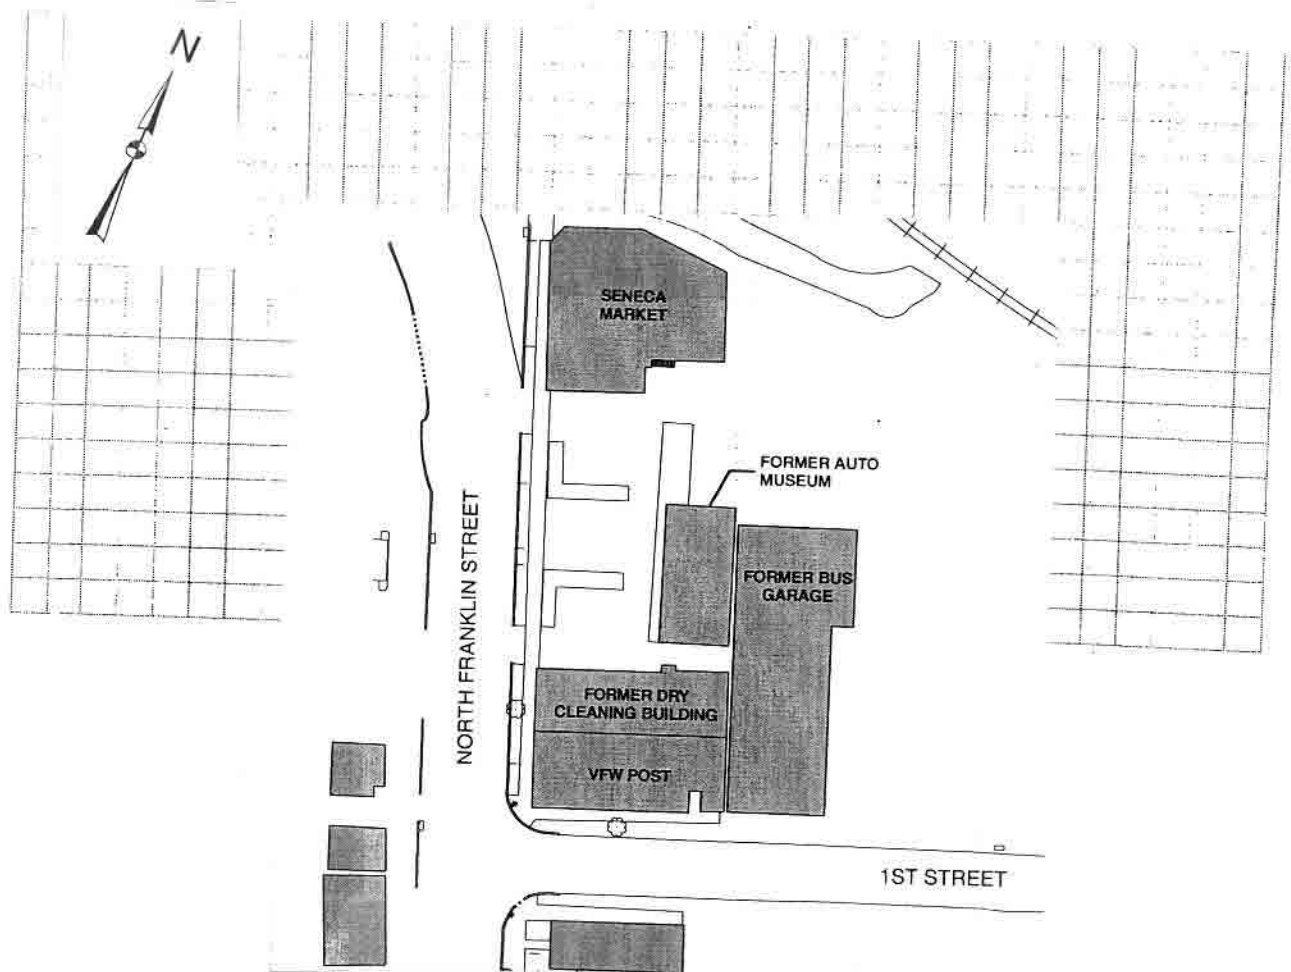 N
SENECA
MARKET
FORMER AUTO
MUSEUM
FORMER BUS
GARAGE
NORTH FRANKLIN STREET
FORMER DRY
CLEANING BUILDING
VFW POST
1ST STREET